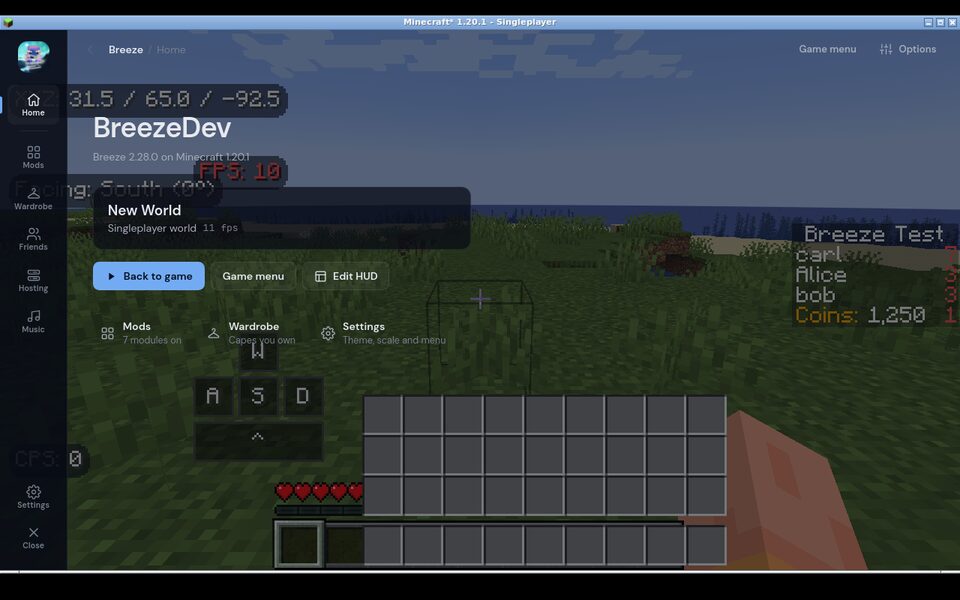 Minecraft* 1.20.1 - Singleplayer
Breeze / Home
Game menu
Options
31.5 / 65.0 / -92.5
Home
BreezeDev
Breeze 2.28.0 on Minecraft 1.20.1
FPS: 10
Mods
Facing: South (0°)
Wardrobe
New World
Singleplayer world 11 fps
Friends
Breeze Test
carl
Alice
bob 3
Coins: 1,250 1
Back to game
Game menu
Edit HUD
Hosting
Music
Mods
7 modules on
Wardrobe
Capes you own
Settings
Theme, scale and menu
W
A S D
^
CPS: 0
Settings
Close